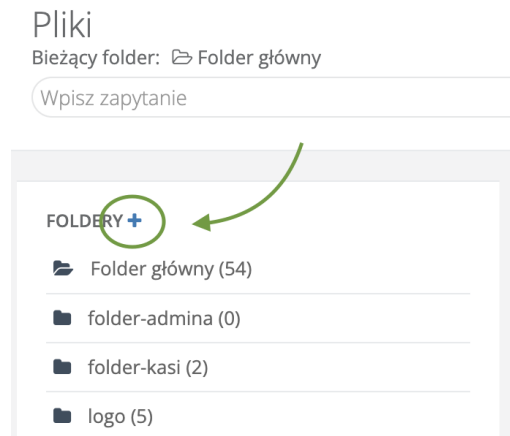 Pliki
Bieżący folder: Folder główny
Wpisz zapytanie
FOLDERY +
Folder główny (54)
folder-admina (0)
folder-kasi (2)
logo (5)